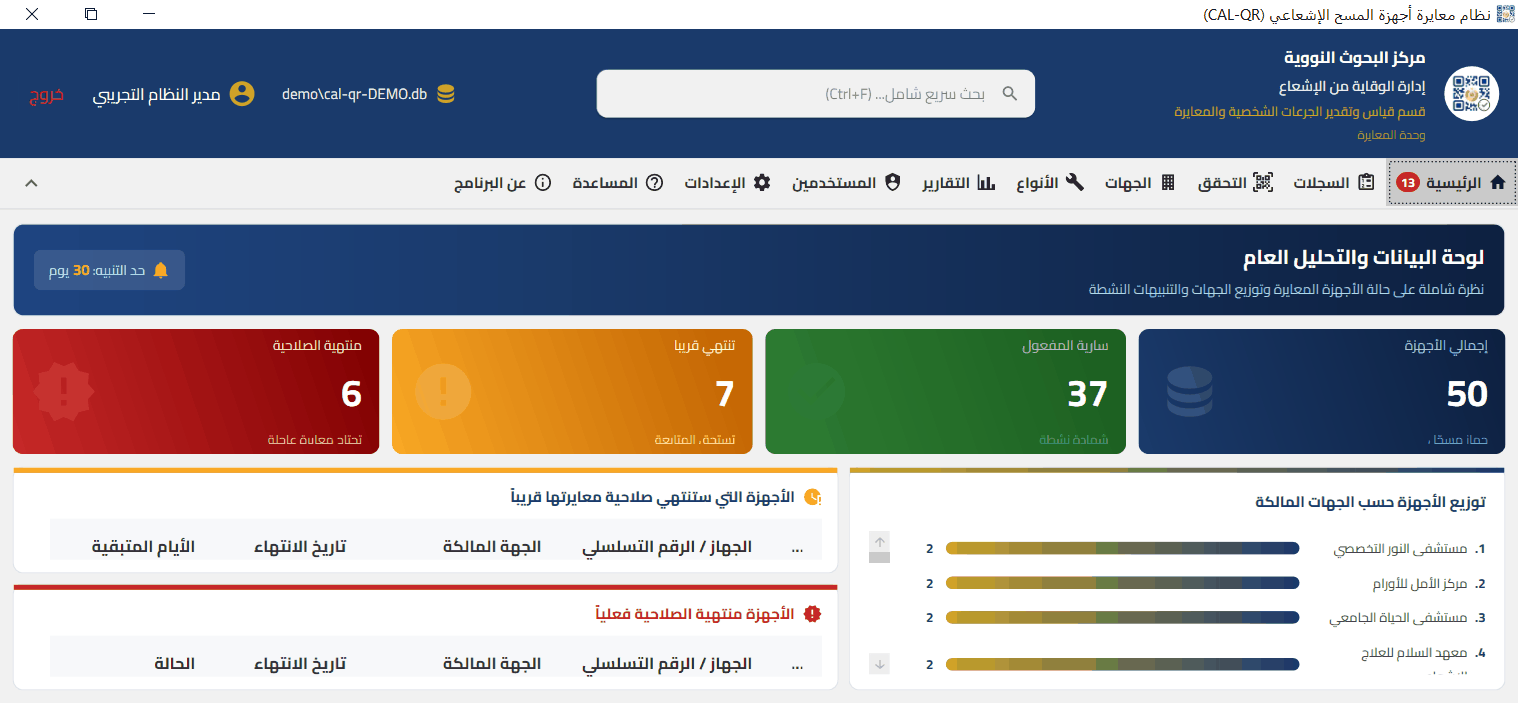 نظام معايرة أجهزة المسح الإشعاعي (CAL-QR)
مركز البحوث النووية
إدارة الوقاية من الإشعاع
قسم قياس وتقدير الجرعات الشخصية والمعايرة
وحدة المعايرة
بحث سريع شامل... (Ctrl+F)
demo\cal-qr-DEMO.db
مدير النظام التجريبي
خروج
الرئيسية 13
السجلات
التحقق
الجهات
الأنواع
التقارير
المستخدمين
الإعدادات
المساعدة
عن البرنامج
لوحة البيانات والتحليل العام
نظرة شاملة على حالة الأجهزة المعايرة وتوزيع الجهات والتنبيهات النشطة
حد التنبيه: 30 يوم
إجمالي الأجهزة
50
سارية المفعول
37
شهادة نشطة
تنتهي قريبا
7
تستحق المتابعة
منتهية الصلاحية
6
تحتاج معايرة عاجلة
توزيع الأجهزة حسب الجهات المالكة
1. مستشفى النور التخصصي 2
2. مركز الأمل للأورام 2
3. مستشفى الحياة الجامعي 2
4. معهد السلام للعلاج 2
الأجهزة التي ستنتهي صلاحية معايرتها قريباً
... الجهاز / الرقم التسلسلي الجهة المالكة تاريخ الانتهاء الأيام المتبقية
الأجهزة منتهية الصلاحية فعلياً
... الجهاز / الرقم التسلسلي الجهة المالكة تاريخ الانتهاء الحالة